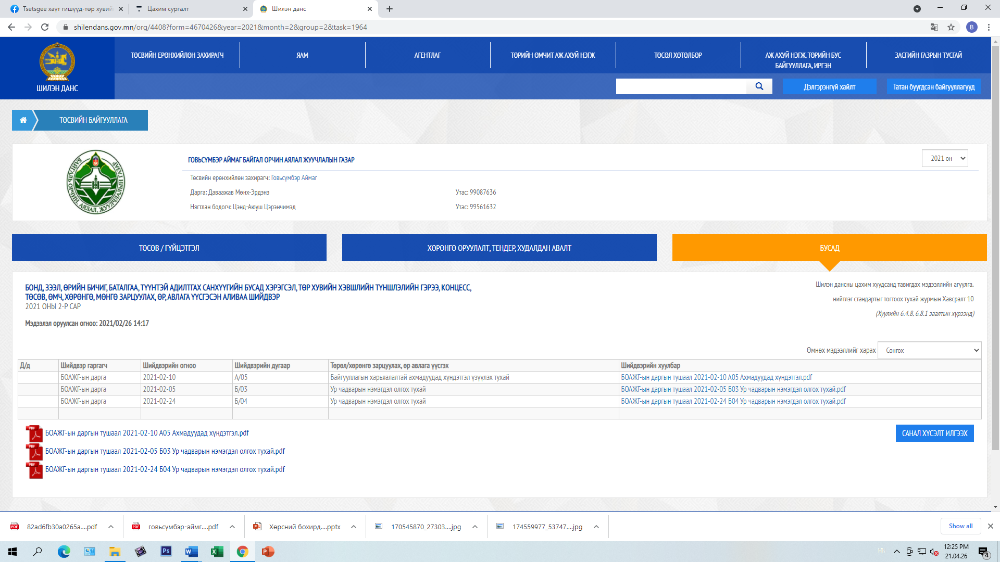 Tsetsgee хаүт гишүүд-төр хувий
Цахим сургалт
Шилэн данс
shilendans.gov.mn/org/4408?form=4670426&year=2021&month=2&group=2&task=1964
B
ШИЛЭН ДАНС
ТӨСВИЙН ЕРӨНХИЙЛӨН ЗАХИРАГЧ
ЯАМ
АГЕНТЛАГ
ТӨРИЙН ӨМЧИТ АЖ АХУЙ НЭГЖ
ТӨСӨЛ ХӨТӨЛБӨР
АЖ АХУЙ НЭГЖ, ТӨРИЙН БУС
БАЙГУУЛЛАГА, ИРГЭН
ЗАСГИЙН ГАЗРЫН ТУСГАЙ
Дэлгэрэнгүй хайлт
Татан буугдсан байгууллагууд
ТӨСВИЙН БАЙГУУЛЛАГА
БАЙГАЛЬ ОРЧИН, АЯЛАЛ, ЖУУЛЧЛАЛЫН ГАЗАР
ГОВЬСҮМБЭР АЙМАГ БАЙГАЛ ОРЧИН АЯЛАЛ ЖУУЧЛАЛЫН ГАЗАР
2021 он
Төсвийн ерөнхийлөн захирагч: Говьсүмбэр Аймаг
Дарга: Даваажав Мөнх-Эрдэнэ
Утас: 99087636
Нягтлан бодогч: Цэнд-Аюуш Цэрэнчимэд
Утас: 99561632
ТӨСӨВ / ГҮЙЦЭТГЭЛ
ХӨРӨНГӨ ОРУУЛАЛТ, ТЕНДЕР, ХУДАЛДАН АВАЛТ
БУСАД
БОНД, ЗЭЭЛ, ӨРИЙН БИЧИГ, БАТАЛГАА, ТҮҮНТЭЙ АДИЛТГАХ САНХҮҮГИЙН БУСАД ХЭРЭГСЭЛ, ТӨР ХУВИЙН ХЭВШЛИЙН ТҮНШЛЭЛИЙН ГЭРЭЭ, КОНЦЕСС,
ТӨСӨВ, ӨМЧ, ХӨРӨНГӨ, МӨНГӨ ЗАРЦУУЛАХ, ӨР, АВЛАГА ҮҮСГЭСЭН АЛИВАА ШИЙДВЭР
2021 ОНЫ 2-Р САР
Мэдээлэл оруулсан огноо: 2021/02/26 14:17
Шилэн дансны цахим хуудсанд тавигдах мэдээллийн агуулга,
нийтлэг стандартыг тогтоох тухай журмын Хавсралт 10
(Хуулийн 6.4.8, 6.8.1 заалтын хүрээнд)
Өмнөх мэдээллийг харах
Сонгох
Д/д Шийдвэр гаргагч Шийдвэрийн огноо Шийдвэрийн дугаар Төрөл/хөрөнгө зарцуулах, өр авлага үүсгэх Шийдвэрийн хуулбар
БОАЖГ-ын дарга 2021-02-10 А/05 Байгууллагын харьяалалтай ахмадуудад хүндэтгэл үзүүлэх тухай БОАЖГ-ын даргын тушаал 2021-02-10 А05 Ахмадуудад хүндэтгэл.pdf
БОАЖГ-ын дарга 2021-02-05 Б/03 Ур чадварын нэмэгдэл олгох тухай БОАЖГ-ын даргын тушаал 2021-02-05 Б03 Ур чадварын нэмэгдэл олгох тухай.pdf
БОАЖГ-ын дарга 2021-02-24 Б/04 Ур чадварын нэмэгдэл олгох тухай БОАЖГ-ын даргын тушаал 2021-02-24 Б04 Ур чадварын нэмэгдэл олгох тухай.pdf
PDF БОАЖГ-ын даргын тушаал 2021-02-10 А05 Ахмадуудад хүндэтгэл.pdf
САНАЛ ХҮСЭЛТ ИЛГЭЭХ
PDF БОАЖГ-ын даргын тушаал 2021-02-05 Б03 Ур чадварын нэмэгдэл олгох тухай.pdf
PDF БОАЖГ-ын даргын тушаал 2021-02-24 Б04 Ур чадварын нэмэгдэл олгох тухай.pdf
PDF 82ad6fb30a0265a....pdf
PDF говьсүмбэр-аймг....pdf
Хөрсний бохирд....pptx
170545870_27303....jpg
174559977_53747....jpg
Show all
12:25 PM
21.04.26
4